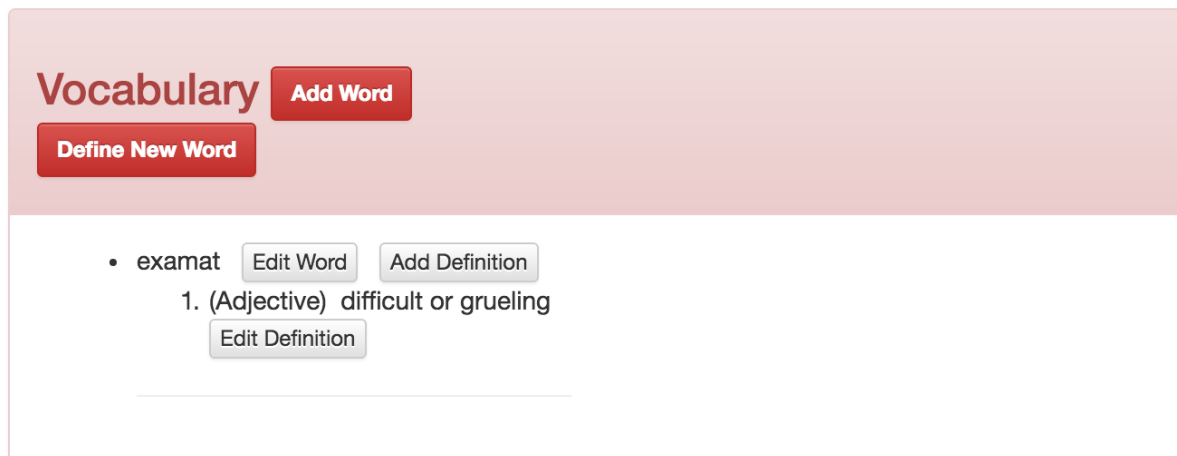 Vocabulary Add Word
Define New Word
• examat Edit Word Add Definition
1. (Adjective) difficult or grueling
Edit Definition